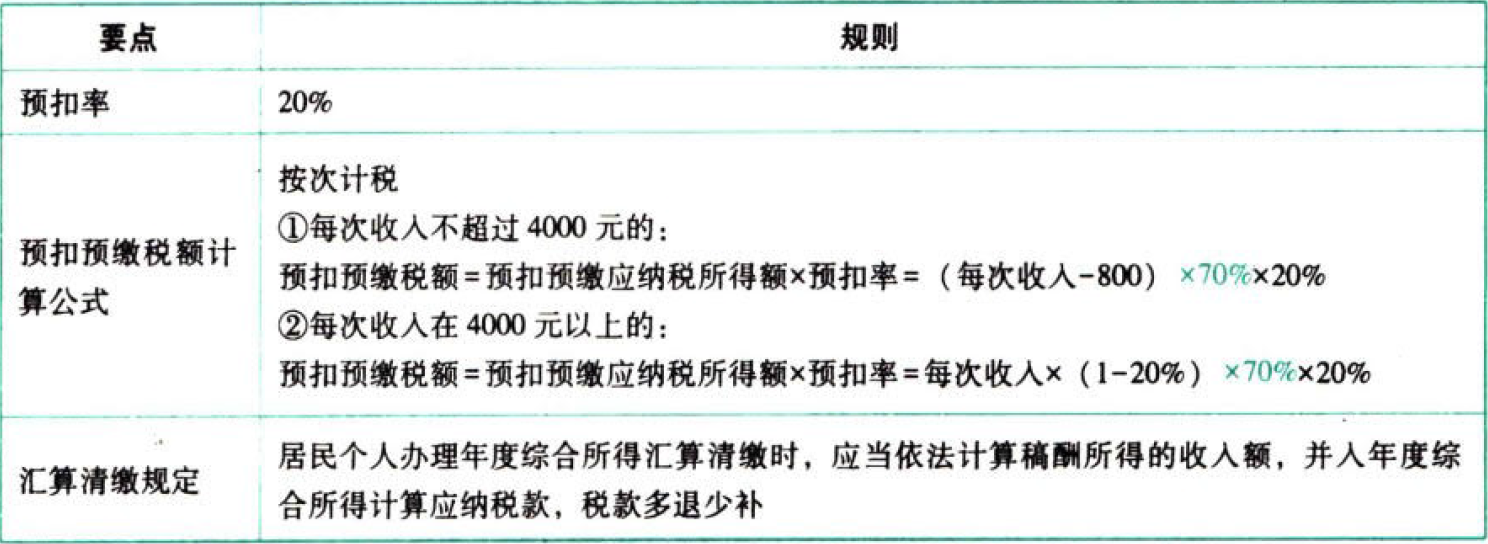 要点
规则
预扣率
20%
预扣预缴税额计
算公式
按次计税
①每次收入不超过 4000 元的：
预扣预缴税额=预扣预缴应纳税所得额×预扣率=（每次收入-800）×70%×20%
②每次收入在 4000 元以上的：
预扣预缴税额=预扣预缴应纳税所得额×预扣率=每次收入×（1-20%）×70%×20%
汇算清缴规定
居民个人办理年度综合所得汇算清缴时，应当依法计算稿酬所得的收入额，并入年度综
合所得计算应纳税款，税款多退少补